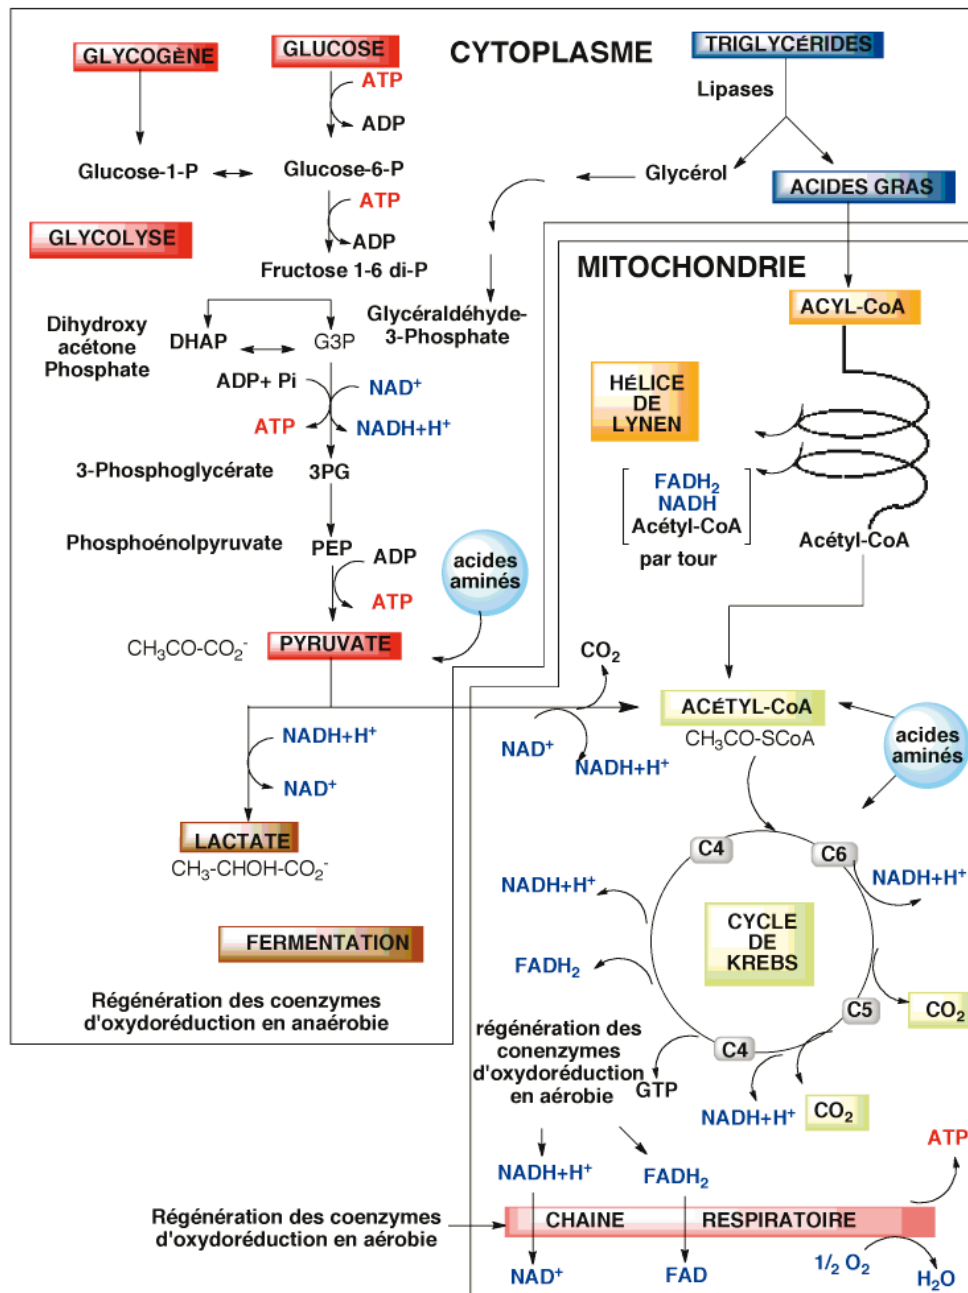 GLYCOGÈNE
GLUCOSE
CYTOPLASME
TRIGLYCÉRIDES
ATP
Lipases
ADP
Glucose-1-P
Glucose-6-P
Glycérol
ACIDES GRAS
ATP
GLYCOLYSE
ADP
Fructose 1-6 di-P
MITOCHONDRIE
ACYL-CoA
Glycéraldéhyde-
3-Phosphate
Dihydroxy
acétone
Phosphate
DHAP
G3P
ADP+ Pi
NAD⁺
HÉLICE
DE
LYNEN
ATP
NADH+H⁺
3-Phosphoglycérate
3PG
FADH₂
NADH
Acétyl-CoA
par tour
Acétyl-CoA
Phosphoénolpyruvate
PEP
ADP
acides
aminés
ATP
CH₃CO-CO₂⁻
PYRUVATE
CO₂
ACÉTYL-CoA
CH₃CO-SCoA
acides
aminés
NADH+H⁺
NAD⁺
NAD⁺
NADH+H⁺
LACTATE
CH₃-CHOH-CO₂⁻
C4
C6
NADH+H⁺
NADH+H⁺
CYCLE
DE
KREBS
FERMENTATION
FADH₂
Régénération des coenzymes
d'oxydoréduction en anaérobie
C5
CO₂
régénération des
conenzymes
d'oxydoréduction
en aérobie
C4
GTP
NADH+H⁺
CO₂
ATP
NADH+H⁺
FADH₂
Régénération des coenzymes
d'oxydoréduction en aérobie
CHAINE RESPIRATOIRE
NAD⁺
FAD
1/2 O₂
H₂O